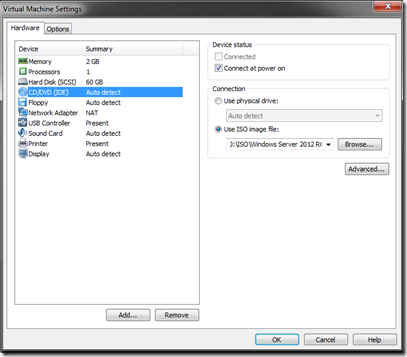 Virtual Machine Settings
Hardware
Options
Device Summary
Memory 2 GB
Processors 1
Hard Disk (SCSI) 60 GB
CD/DVD (IDE) Auto detect
Floppy Auto detect
Network Adapter NAT
USB Controller Present
Sound Card Auto detect
Printer Present
Display Auto detect
Add...
Remove
Device status
Connected
Connect at power on
Connection
Use physical drive:
Auto detect
Use ISO image file:
J:\ISO\Windows Server 2012 R(
Browse...
Advanced...
OK
Cancel
Help